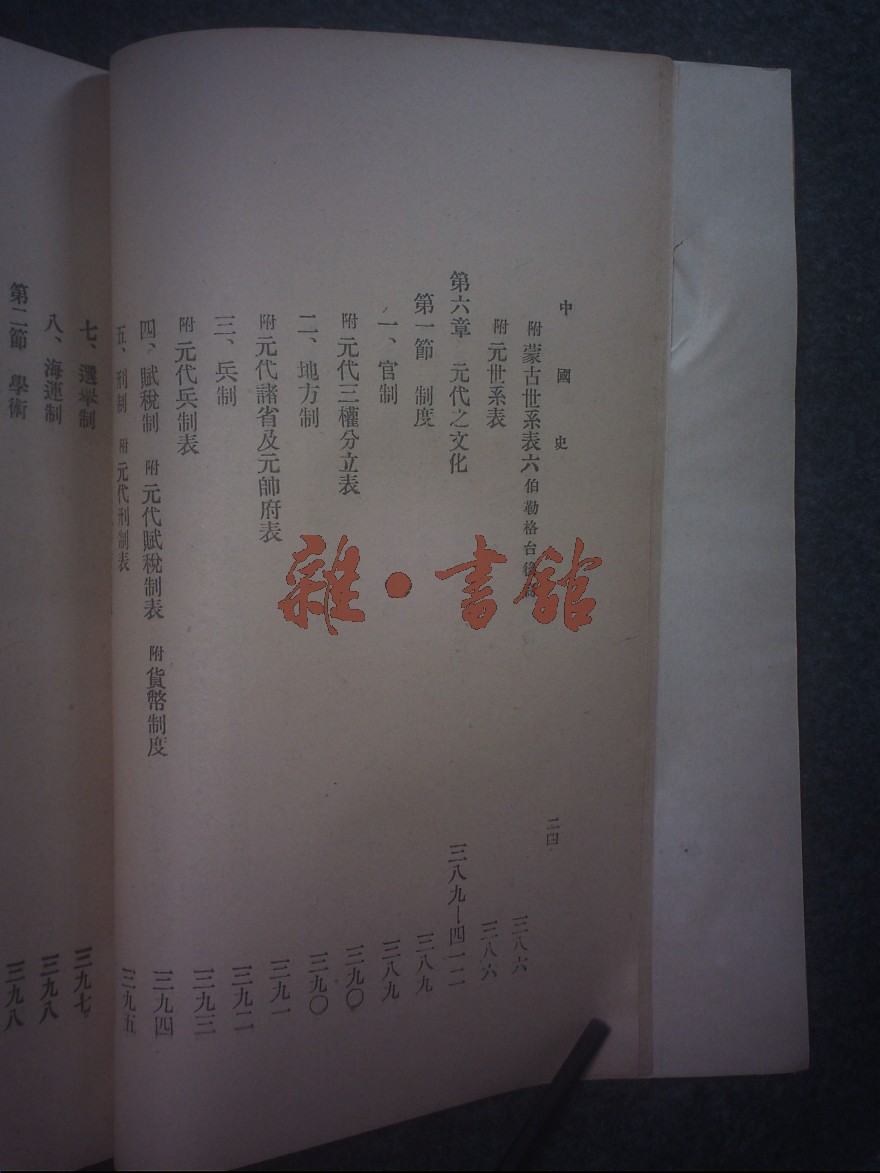 中國史
二四
附 蒙古世系表六 伯勒格台後 三八六
附 元世系表 三八六
第六章 元代之文化 三八九—四一二
第一節 制度 三八九
一、官制 三八九
附 元代三權分立表 三九〇
二、地方制 三九〇
附 元代諸省及元帥府表 三九一
三、兵制 三九二
附 元代兵制表 三九三
四、賦稅制 附 元代賦稅制表 附 貨幣制度 三九四
五、刑制 附 元代刑制表 三九五
七、選舉制 三九七
八、海運制 三九八
第二節 學術 三九八
雜·書館